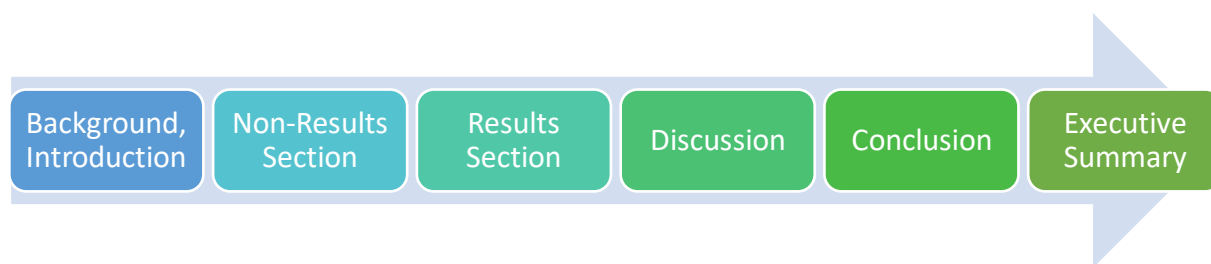 Background,
Introduction
Non-Results
Section
Results
Section
Discussion
Conclusion
Executive
Summary